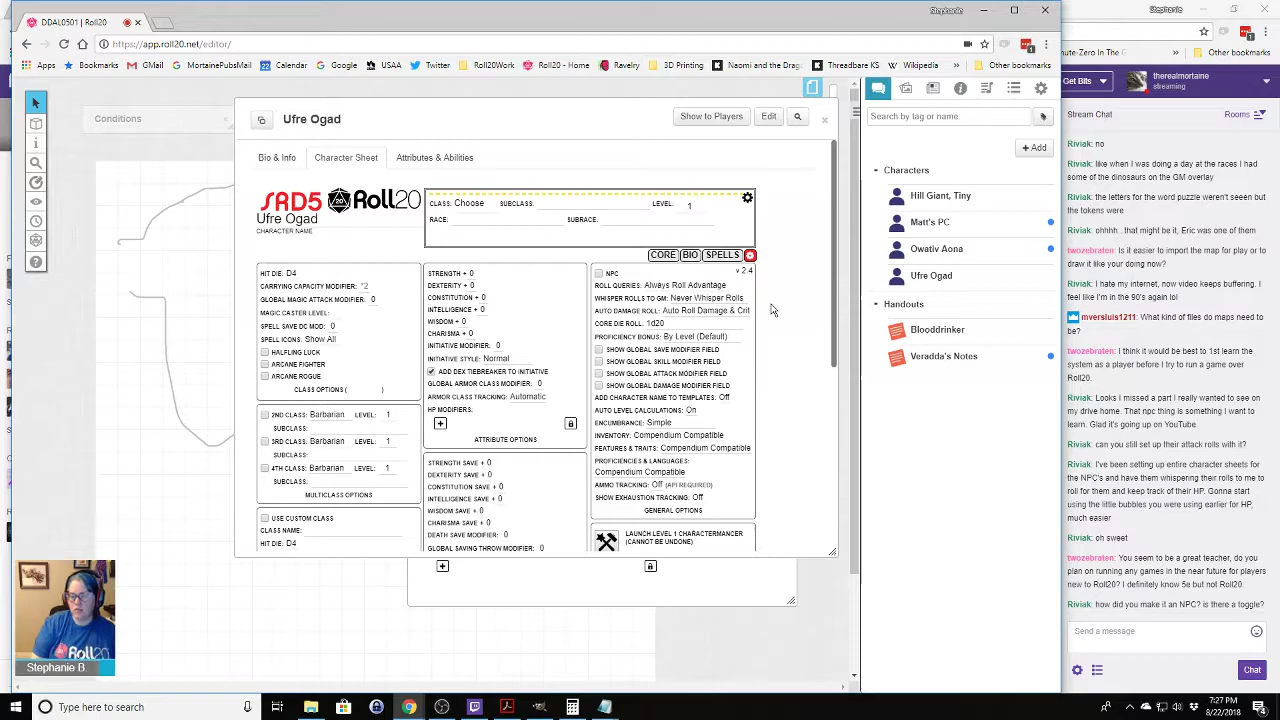 Stephanie
Stephanie
DDAL0501 | Roll20
https://app.roll20.net/editor/
Apps
Bookmarks
GMail
MortainePubsMail
Calendar
Google
USAA
Twitter
Roll20Work
Roll20 - Home
Ravelry
3D Printing
Naomi and the Drago
Threadbare KS
Wikipedia
Other bookmarks
nute-Zero In The E
Other bookmarks
Get Bits
therealmortaine
streaming
Conditions
Ufre Ogad
Show to Players
Edit
Bio & Info
Character Sheet
Attributes & Abilities
SRD5 Roll20
Ufre Ogad
CHARACTER NAME
CLASS: Choose SUBCLASS: LEVEL: 1
RACE: SUBRACE:
CORE BIO SPELLS
v 2.4
HIT DIE: D4
CARRYING CAPACITY MODIFIER: *2
GLOBAL MAGIC ATTACK MODIFIER: 0
MAGIC CASTER LEVEL:
SPELL SAVE DC MOD: 0
SPELL ICONS: Show All
HALFLING LUCK
ARCANE FIGHTER
ARCANE ROGUE
CLASS OPTIONS ( )
2ND CLASS: Barbarian LEVEL: 1
SUBCLASS:
3RD CLASS: Barbarian LEVEL: 1
SUBCLASS:
4TH CLASS: Barbarian LEVEL: 1
SUBCLASS:
MULTICLASS OPTIONS
USE CUSTOM CLASS
CLASS NAME:
HIT DIE: D4
STRENGTH + 0
DEXTERITY + 0
CONSTITUTION + 0
INTELLIGENCE + 0
WISDOM + 0
CHARISMA + 0
INITIATIVE MODIFIER: 0
INITIATIVE STYLE: Normal
ADD DEX TIEBREAKER TO INITIATIVE
GLOBAL ARMOR CLASS MODIFIER: 0
ARMOR CLASS TRACKING: Automatic
HP MODIFIERS:
ATTRIBUTE OPTIONS
STRENGTH SAVE + 0
DEXTERITY SAVE + 0
CONSTITUTION SAVE + 0
INTELLIGENCE SAVE + 0
WISDOM SAVE + 0
CHARISMA SAVE + 0
DEATH SAVE MODIFIER: 0
GLOBAL SAVING THROW MODIFIER: 0
NPC
ROLL QUERIES: Always Roll Advantage
WHISPER ROLLS TO GM: Never Whisper Rolls
AUTO DAMAGE ROLL: Auto Roll Damage & Crit
CORE DIE ROLL: 1d20
PROFICIENCY BONUS: By Level (Default)
SHOW GLOBAL SAVE MODIFIER FIELD
SHOW GLOBAL SKILL MODIFIER FIELD
SHOW GLOBAL ATTACK MODIFIER FIELD
SHOW GLOBAL DAMAGE MODIFIER FIELD
ADD CHARACTER NAME TO TEMPLATES: Off
AUTO LEVEL CALCULATIONS: On
ENCUMBRANCE: Simple
INVENTORY: Compendium Compatible
FEATURES & TRAITS: Compendium Compatible
PROFICIENCIES & LANGUAGES:
Compendium Compatible
AMMO TRACKING: Off (API REQUIRED)
SHOW EXHAUSTION TRACKING: Off
GENERAL OPTIONS
LAUNCH LEVEL 1 CHARACTERMANCER
(CANNOT BE UNDONE)
Search by tag or name.
+ Add
Characters
Hill Giant, Tiny
Matt's PC
Owativ Aona
Ufre Ogad
Handouts
Blooddrinker
Veradda's Notes
Stream Chat
Rooms
Riviak: no
Riviak: like when I was doing a day at the races I had
some of the dinosaurs on the GM overlay
Riviak: the letters for the word puzzle weren't seen but
the tokens were
Riviak: ohhhh.. that might be it, Eric was one of them
twozebraten: Is it easier to import the map for play or to
draw it like your doing now?
Riviak: I hate my internet, now video keeps buffering. I
feel like I'm in the 90's again lol
mversluis1211: What kind of files do maps need to
be?
twozebraten: I think it would be best to 1st learn the
system as a player before I try to run a game over
Roll20.
Riviak: Looks I missed a part I really wanted to see on
my drive home. That npc thing is something I want to
learn. Glad it's going on YouTube.
Riviak: can you still set up their attack rolls with it?
Riviak: I've been setting up entire character sheets for
the NPC's and have them whispering their rolls to me to
roll for them and keep track of their HP. Gonna start
using the way you were using earlier for HP,
much easier
Riviak: oh sweet
twozebraten: You seem to be a great teacher, do you
plan on running any games in the near future for players
new to Roll20? I definitely know 5e but not Roll20.
Riviak: how did you make it an NPC? is there a toggle?
Send a message
Chat
ROLL20
Stephanie B.
Type here to search
7:27 PM
8/22/2018